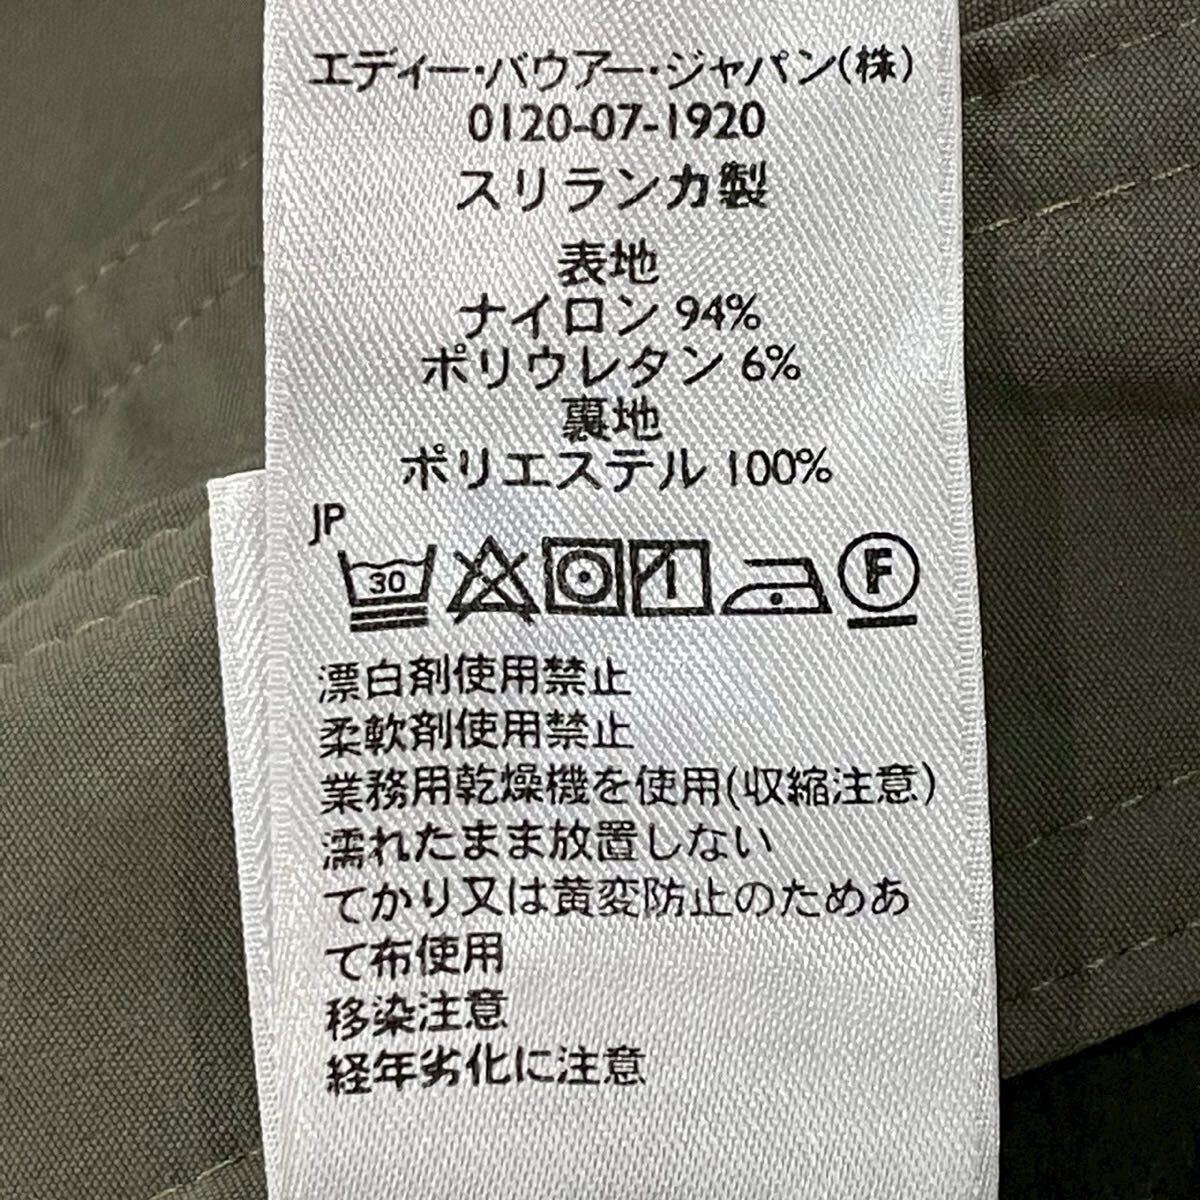 エディー・バウアー・ジャパン(株)
0120-07-1920
スリランカ製
表地
ナイロン 94%
ポリウレタン 6%
裏地
ポリエステル 100%
JP
30
F
漂白剤使用禁止
柔軟剤使用禁止
業務用乾燥機を使用(収縮注意)
濡れたまま放置しない
てかり又は黄変防止のためあ
て布使用
移染注意
経年劣化に注意